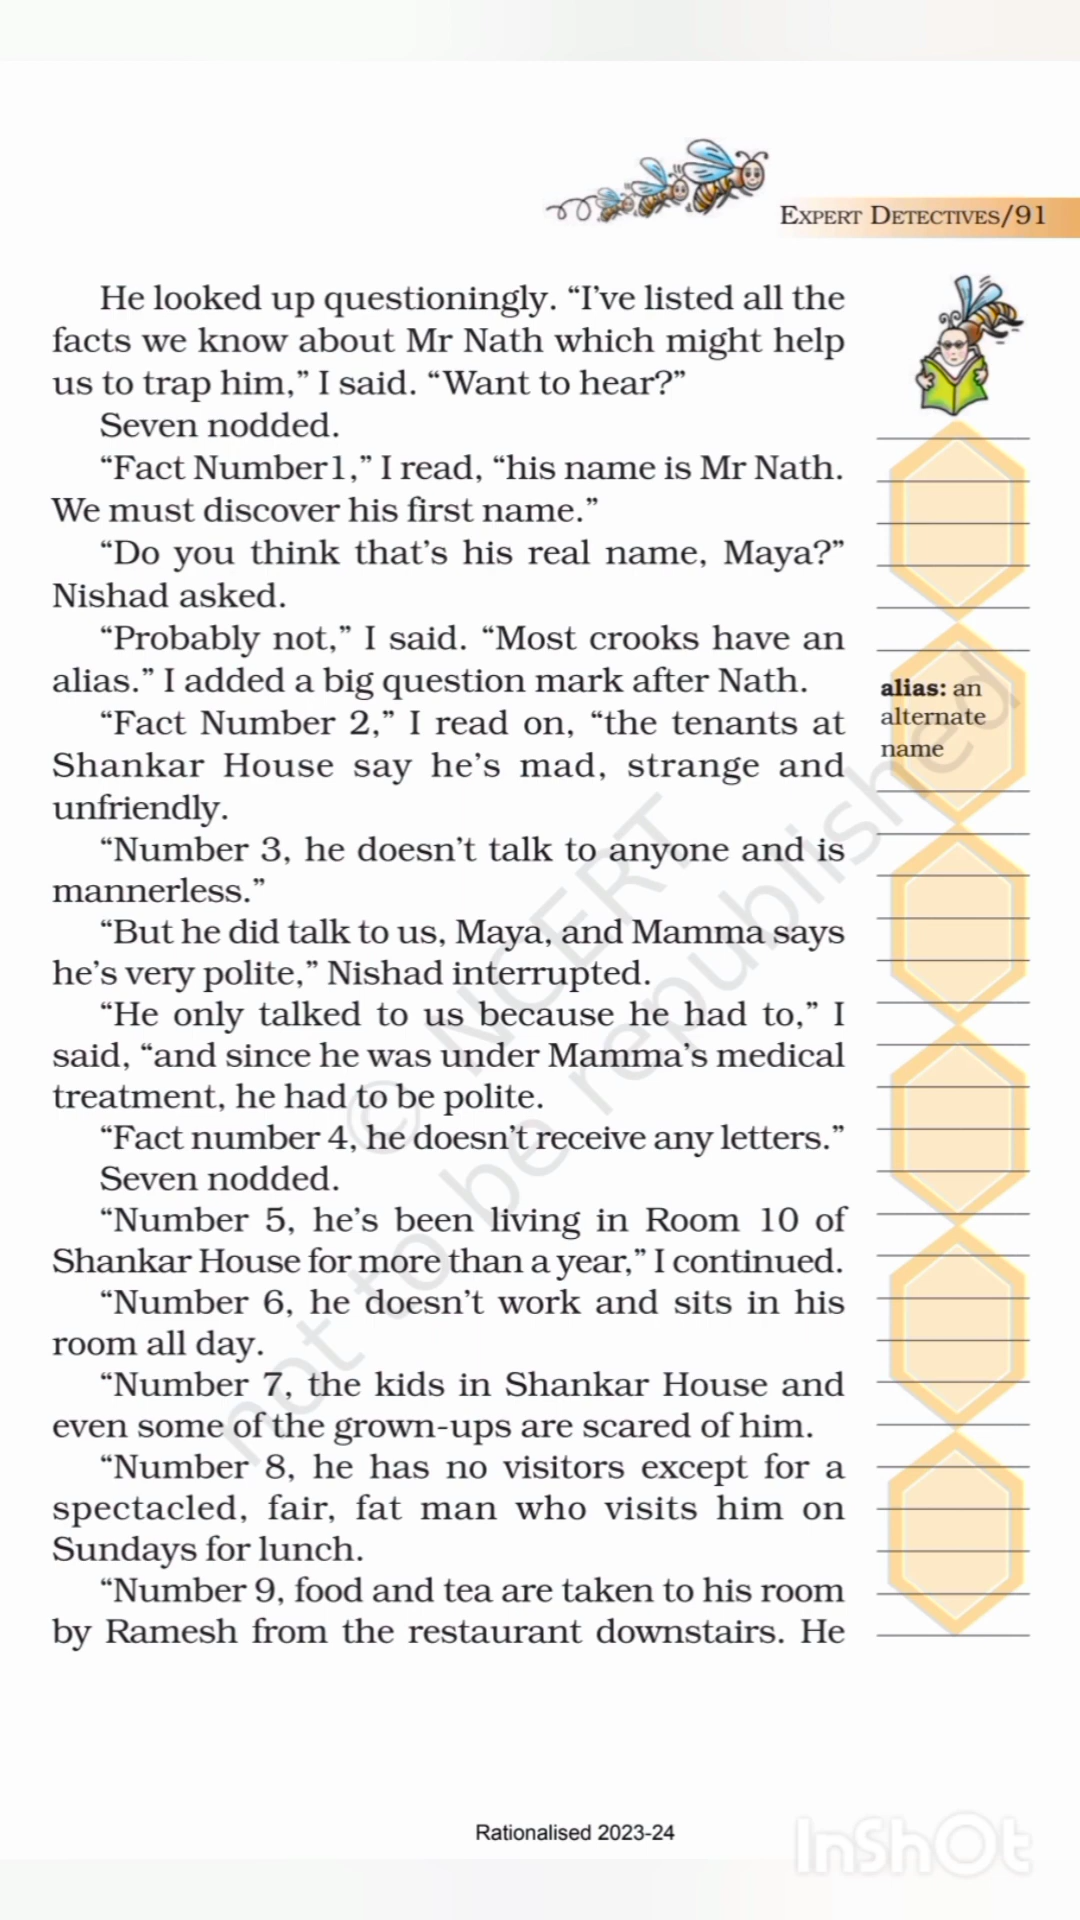 EXPERT DETECTIVES/91
He looked up questioningly. “I’ve listed all the
facts we know about Mr Nath which might help
us to trap him,” I said. “Want to hear?”
Seven nodded.
“Fact Number1,” I read, “his name is Mr Nath.
We must discover his first name.”
“Do you think that’s his real name, Maya?”
Nishad asked.
“Probably not,” I said. “Most crooks have an
alias.” I added a big question mark after Nath.
“Fact Number 2,” I read on, “the tenants at
Shankar House say he’s mad, strange and
unfriendly.
“Number 3, he doesn’t talk to anyone and is
mannerless.”
“But he did talk to us, Maya, and Mamma says
he’s very polite,” Nishad interrupted.
“He only talked to us because he had to,” I
said, “and since he was under Mamma’s medical
treatment, he had to be polite.
“Fact number 4, he doesn’t receive any letters.”
Seven nodded.
“Number 5, he’s been living in Room 10 of
Shankar House for more than a year,” I continued.
“Number 6, he doesn’t work and sits in his
room all day.
“Number 7, the kids in Shankar House and
even some of the grown-ups are scared of him.
“Number 8, he has no visitors except for a
spectacled, fair, fat man who visits him on
Sundays for lunch.
“Number 9, food and tea are taken to his room
by Ramesh from the restaurant downstairs. He
alias: an
alternate
name
© NCERT
not to be republished
Rationalised 2023-24
InShOt